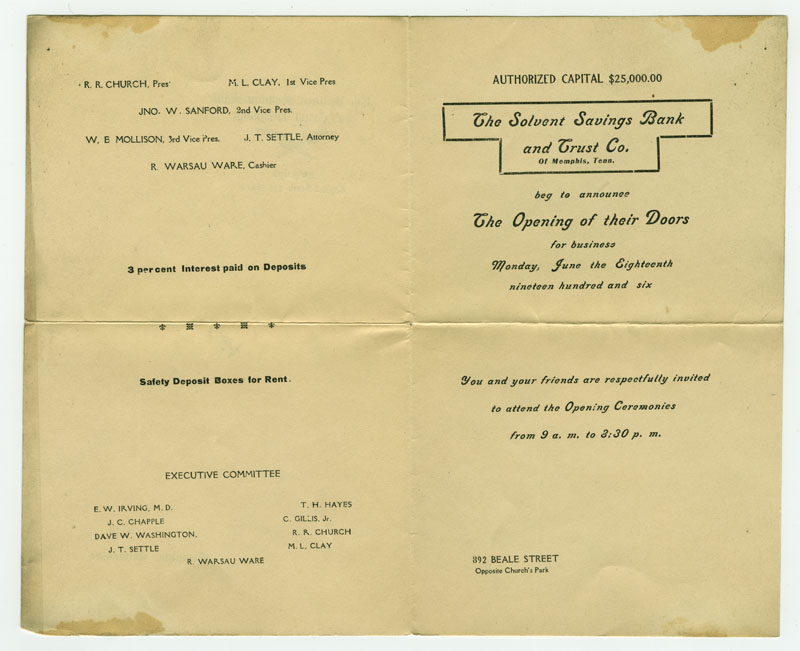 R. R. CHURCH, Pres
M. L. CLAY, 1st Vice Pres
JNO. W. SANFORD, 2nd Vice Pres.
W. E MOLLISON, 3rd Vice Pres.
J. T. SETTLE, Attorney
R. WARSAU WARE, Cashier
3 per cent Interest paid on Deposits
Safety Deposit Boxes for Rent.
EXECUTIVE COMMITTEE
E. W. IRVING, M. D.
T. H. HAYES
J. C. CHAPPLE
C. GILLIS, Jr.
DAVE W. WASHINGTON,
R. R. CHURCH
J. T. SETTLE
M. L. CLAY
R. WARSAU WARE
AUTHORIZED CAPITAL $25,000.00
The Solvent Savings Bank
and Trust Co.
Of Memphis, Tenn.
beg to announce
The Opening of their Doors
for business
Monday, June the Eighteenth
nineteen hundred and six
You and your friends are respectfully invited
to attend the Opening Ceremonies
from 9 a. m. to 3:30 p. m.
392 BEALE STREET
Opposite Church's Park